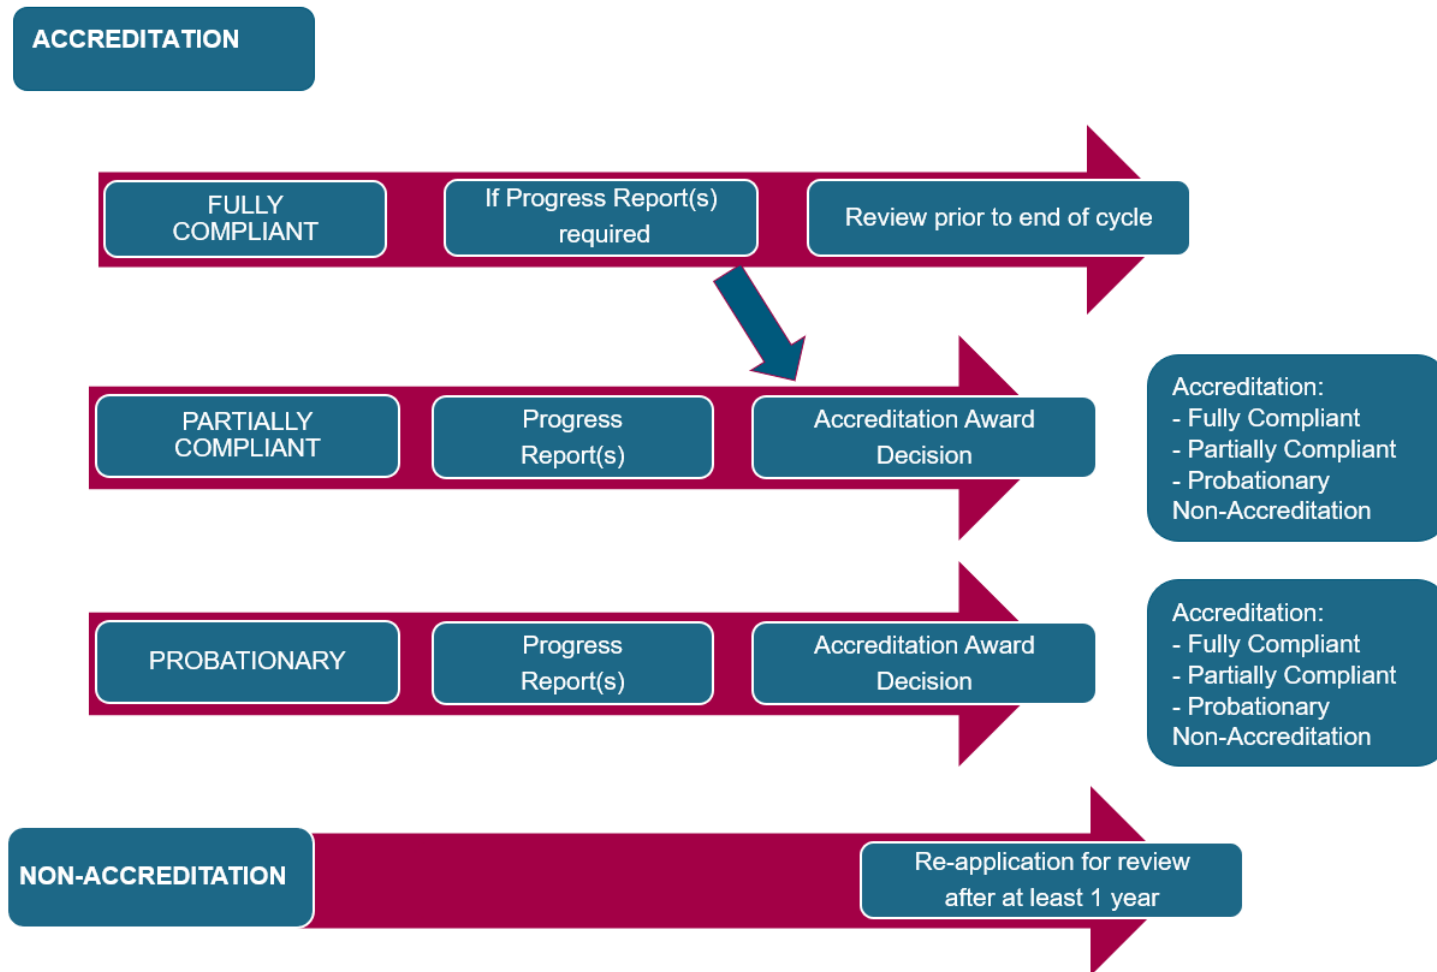 ACCREDITATION
FULLY
COMPLIANT
If Progress Report(s)
required
Review prior to end of cycle
PARTIALLY
COMPLIANT
Progress
Report(s)
Accreditation Award
Decision
Accreditation:
- Fully Compliant
- Partially Compliant
- Probationary
Non-Accreditation
PROBATIONARY
Progress
Report(s)
Accreditation Award
Decision
Accreditation:
- Fully Compliant
- Partially Compliant
- Probationary
Non-Accreditation
NON-ACCREDITATION
Re-application for review
after at least 1 year